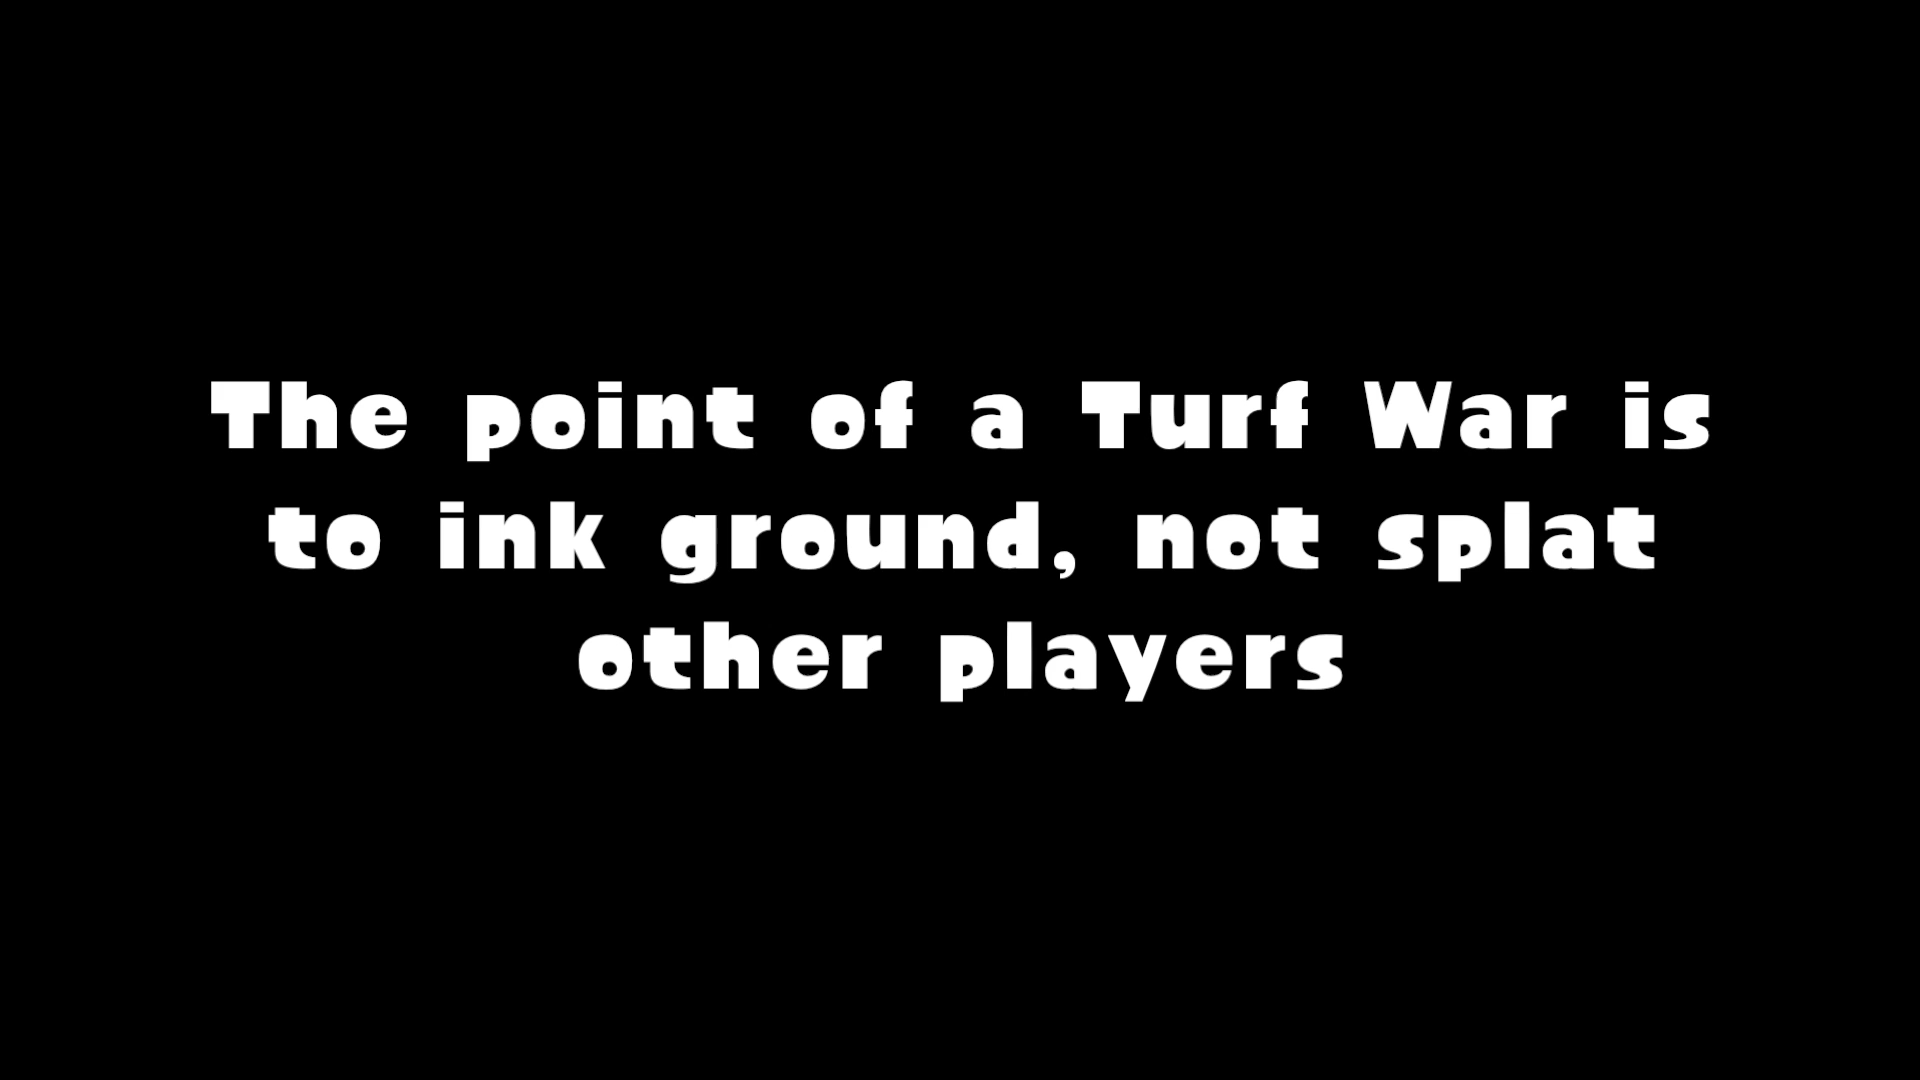 The point of a Turf War is
to ink ground, not splat
other players